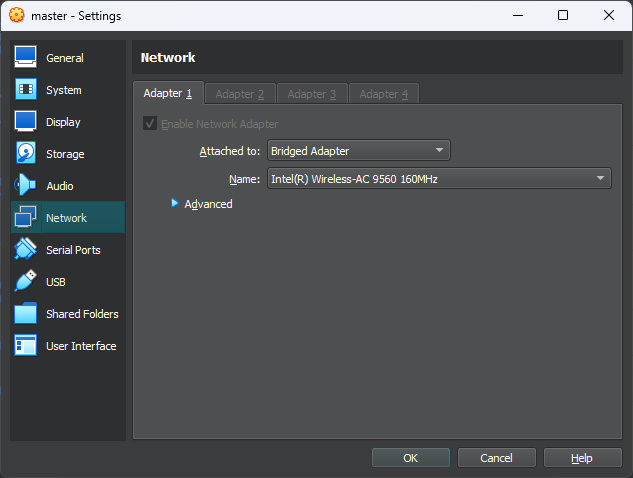 master - Settings
General
System
Display
Storage
Audio
Network
Serial Ports
USB
Shared Folders
User Interface
Network
Adapter 1 Adapter 2 Adapter 3 Adapter 4
Enable Network Adapter
Attached to: Bridged Adapter
Name: Intel(R) Wireless-AC 9560 160MHz
Advanced
OK Cancel Help